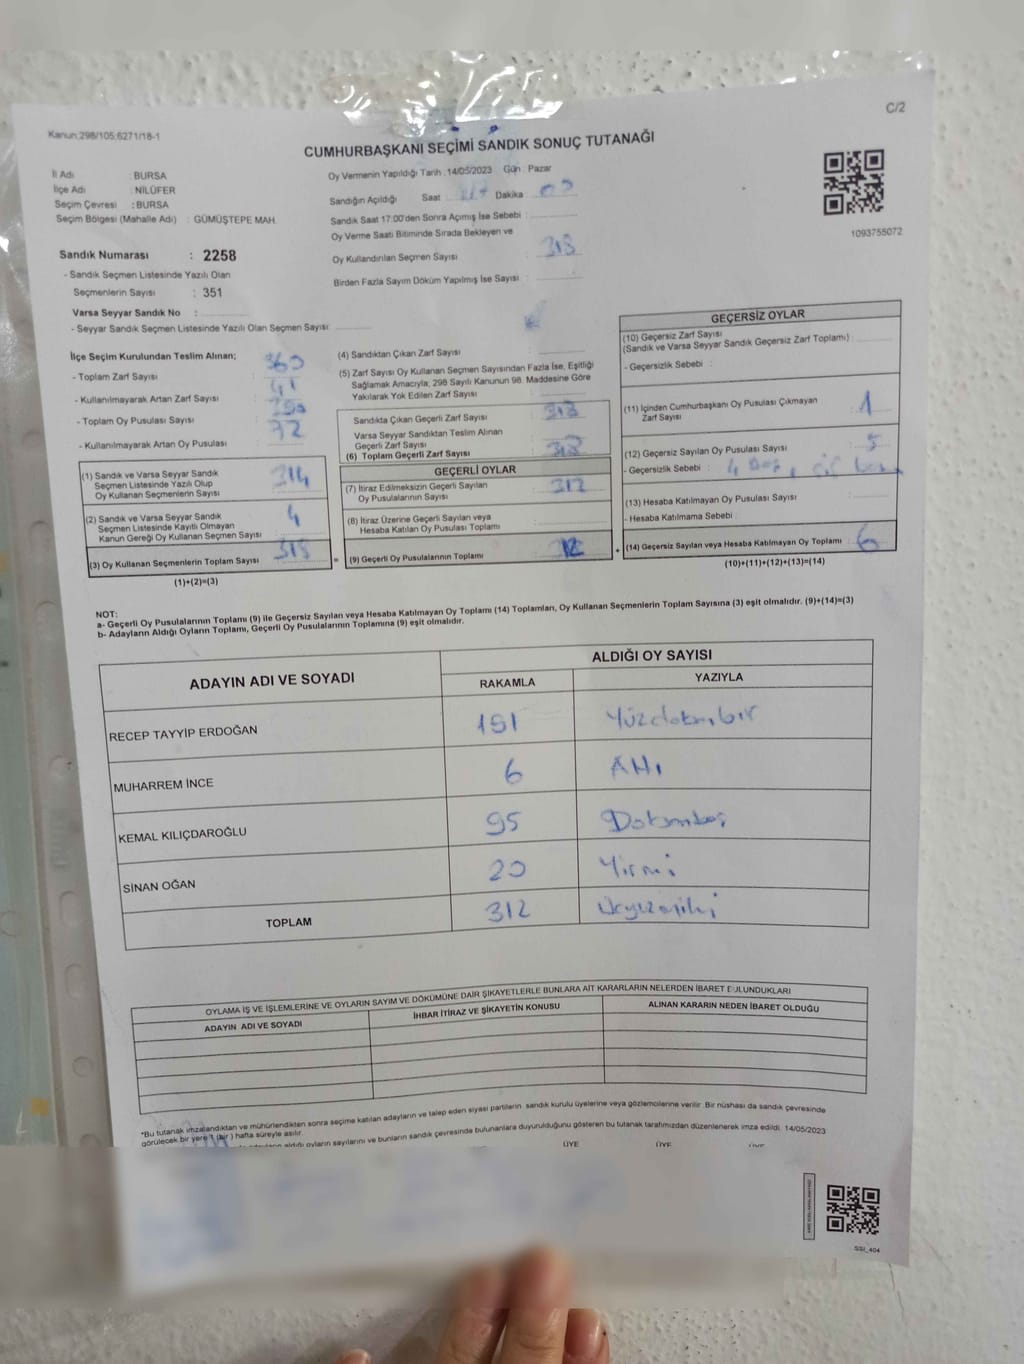 C/2
Kanun:298/105;6271/18-1
CUMHURBAŞKANI SEÇİMİ SANDIK SONUÇ TUTANAĞI
İl Adı : BURSA
İlçe Adı : NİLÜFER
Seçim Çevresi : BURSA
Seçim Bölgesi (Mahalle Adı) : GÜMÜŞTEPE MAH.
Sandık Numarası : 2258
- Sandık Seçmen Listesinde Yazılı Olan
Seçmenlerin Sayısı : 351
Varsa Seyyar Sandık No :
- Seyyar Sandık Seçmen Listesinde Yazılı Olan Seçmen Sayısı:
Oy Vermenin Yapıldığı Tarih : 14/05/2023 Gün : Pazar
Sandığın Açıldığı Saat Dakika
Sandık Saat 17:00'den Sonra Açımış İse Sebebi :
Oy Verme Saati Bitiminde Sırada Bekleyen ve
Oy Kullandırılan Seçmen Sayısı
Birden Fazla Sayım Döküm Yapılmış İse Sayısı :
1093755072
İlçe Seçim Kurulundan Teslim Alınan;
- Toplam Zarf Sayısı : 360
- Kullanılmayarak Artan Zarf Sayısı : 41
- Toplam Oy Pusulası Sayısı
- Kullanılmayarak Artan Oy Pusulası : 72
(1) Sandık ve Varsa Seyyar Sandık
Seçmen Listesinde Yazılı Olup
Oy Kullanan Seçmenlerin Sayısı 314
(2) Sandık ve Varsa Seyyar Sandık
Seçmen Listesinde Kayıtlı Olmayan
Kanun Gereği Oy Kullanan Seçmen Sayısı 4
(3) Oy Kullanan Seçmenlerin Toplam Sayısı
(1)+(2)=(3)
(4) Sandıktan Çıkan Zarf Sayısı :
(5) Zarf Sayısı Oy Kullanan Seçmen Sayısından Fazla İse, Eşitliği
Sağlamak Amacıyla; 298 Sayılı Kanunun 98. Maddesine Göre
Yakılarak Yok Edilen Zarf Sayısı :
Sandıkta Çıkan Geçerli Zarf Sayısı : 318
Varsa Seyyar Sandıktan Teslim Alınan
Geçerli Zarf Sayısı :
(6) Toplam Geçerli Zarf Sayısı : 318
GEÇERLİ OYLAR
(7) İtiraz Edilmeksizin Geçerli Sayılan
Oy Pusulalarının Sayısı : 312
(8) İtiraz Üzerine Geçerli Sayılan veya
Hesaba Katılan Oy Pusulası Toplamı
= (9) Geçerli Oy Pusulalarının Toplamı
GEÇERSİZ OYLAR
(10) Geçersiz Zarf Sayısı
(Sandık ve Varsa Seyyar Sandık Geçersiz Zarf Toplamı) :
- Geçersizlik Sebebi :
(11) İçinden Cumhurbaşkanı Oy Pusulası Çıkmayan
Zarf Sayısı : 1
(12) Geçersiz Sayılan Oy Pusulası Sayısı : 5
- Geçersizlik Sebebi : 4
(13) Hesaba Katılmayan Oy Pusulası Sayısı :
- Hesaba Katılmama Sebebi :
+ (14) Geçersiz Sayılan veya Hesaba Katılmayan Oy Toplamı : 6
(10)+(11)+(12)+(13)=(14)
NOT:
a- Geçerli Oy Pusulalarının Toplamı (9) ile Geçersiz Sayılan veya Hesaba Katılmayan Oy Toplamı (14) Toplamları, Oy Kullanan Seçmenlerin Toplam Sayısına (3) eşit olmalıdır. (9)+(14)=(3)
b- Adayların Aldığı Oyların Toplamı, Geçerli Oy Pusulalarının Toplamına (9) eşit olmalıdır.
ADAYIN ADI VE SOYADI ALDIĞI OY SAYISI
RAKAMLA YAZIYLA
RECEP TAYYİP ERDOĞAN 191 Yüzdoksanbir
MUHARREM İNCE 6 Altı
KEMAL KILIÇDAROĞLU 95 Doksanbeş
SİNAN OĞAN 20 Yirmi
TOPLAM 312 Üçyüzoniki
OYLAMA İŞ VE İŞLEMLERİNE VE OYLARIN SAYIM VE DÖKÜMÜNE DAİR ŞİKAYETLERLE BUNLARA AİT KARARLARIN NELERDEN İBARET BULUNDUKLARI
ADAYIN ADI VE SOYADI İHBAR İTİRAZ VE ŞİKAYETİN KONUSU ALINAN KARARIN NEDEN İBARET OLDUĞU
*Bu tutanak imzalandıktan ve mühürlendikten sonra seçime katılan adayların ve talep eden siyasi partilerin sandık kurulu üyelerine veya gözlemcilerine verilir. Bir nüshası da sandık çevresinde
görülecek bir yere 1 (bir) hafta süreyle asılır.
aldığı oyların sayılarını ve bunların sandık çevresinde bulunanlara duyurulduğunu gösteren bu tutanak tarafımızdan düzenlenerek imza edildi. 14/05/2023
ÜYE ÜYE ÜYE
SSI_404